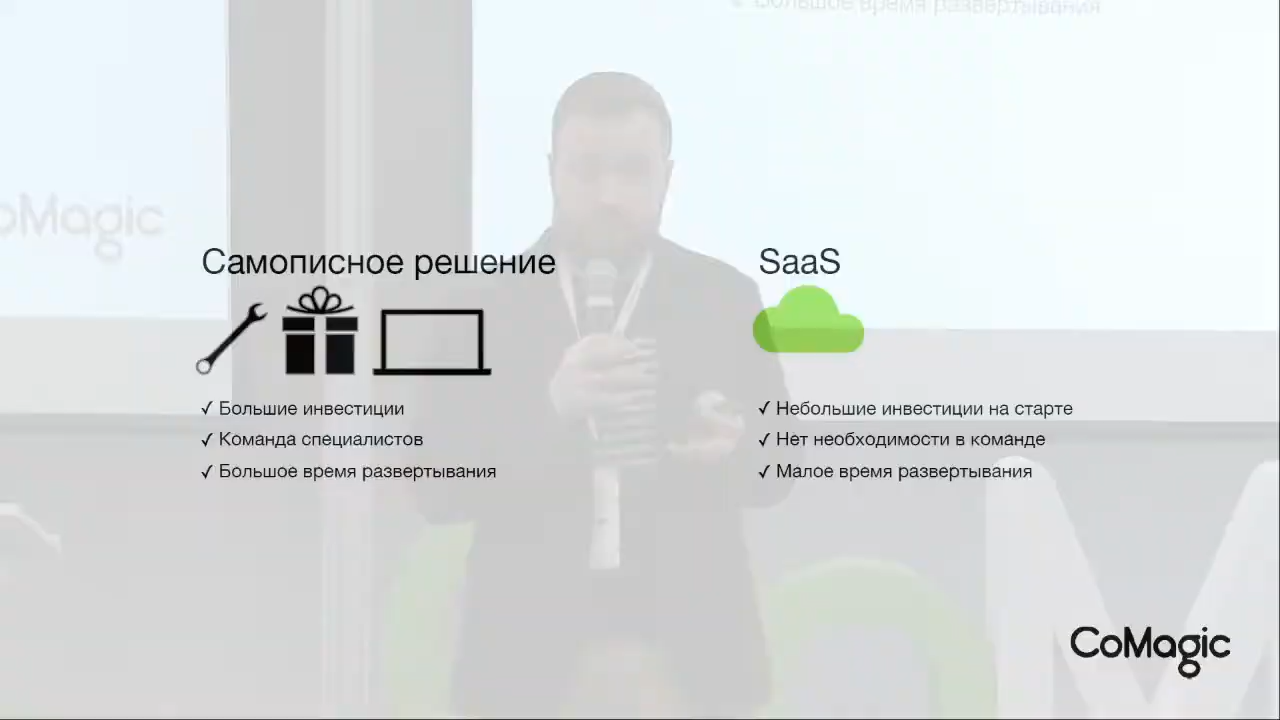 Большое время развертывания
CoMagic
Самописное решение
SaaS
✓ Большие инвестиции
✓ Команда специалистов
✓ Большое время развертывания
✓ Небольшие инвестиции на старте
✓ Нет необходимости в команде
✓ Малое время развертывания
M
CoMagic